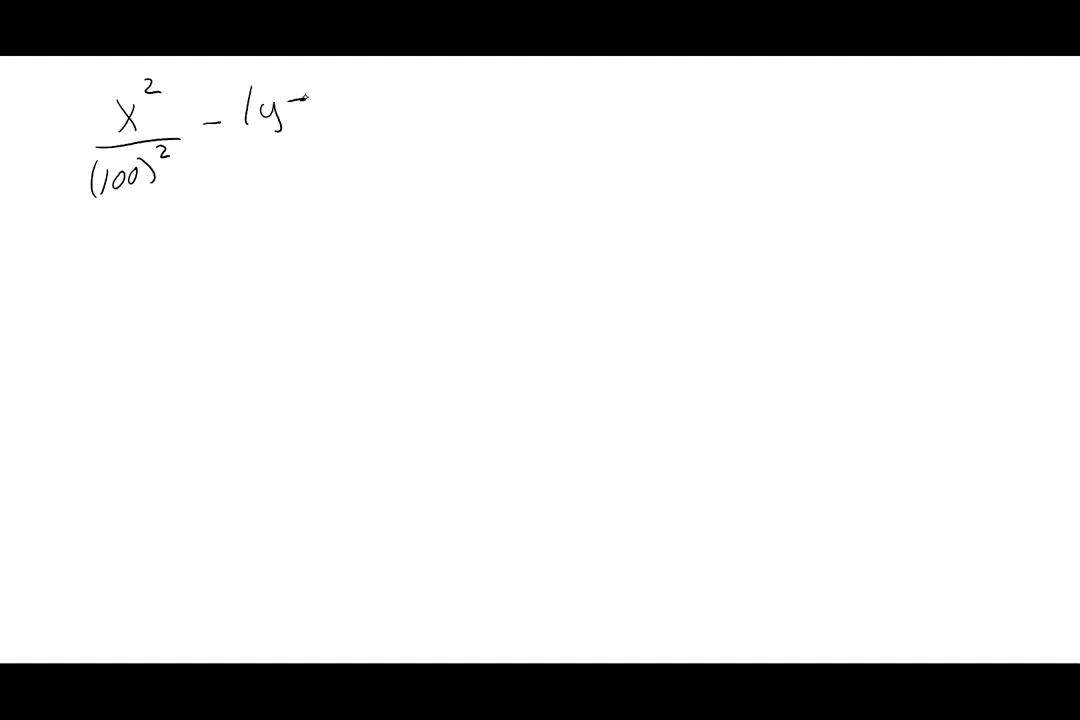 x²/(100)² - (y -